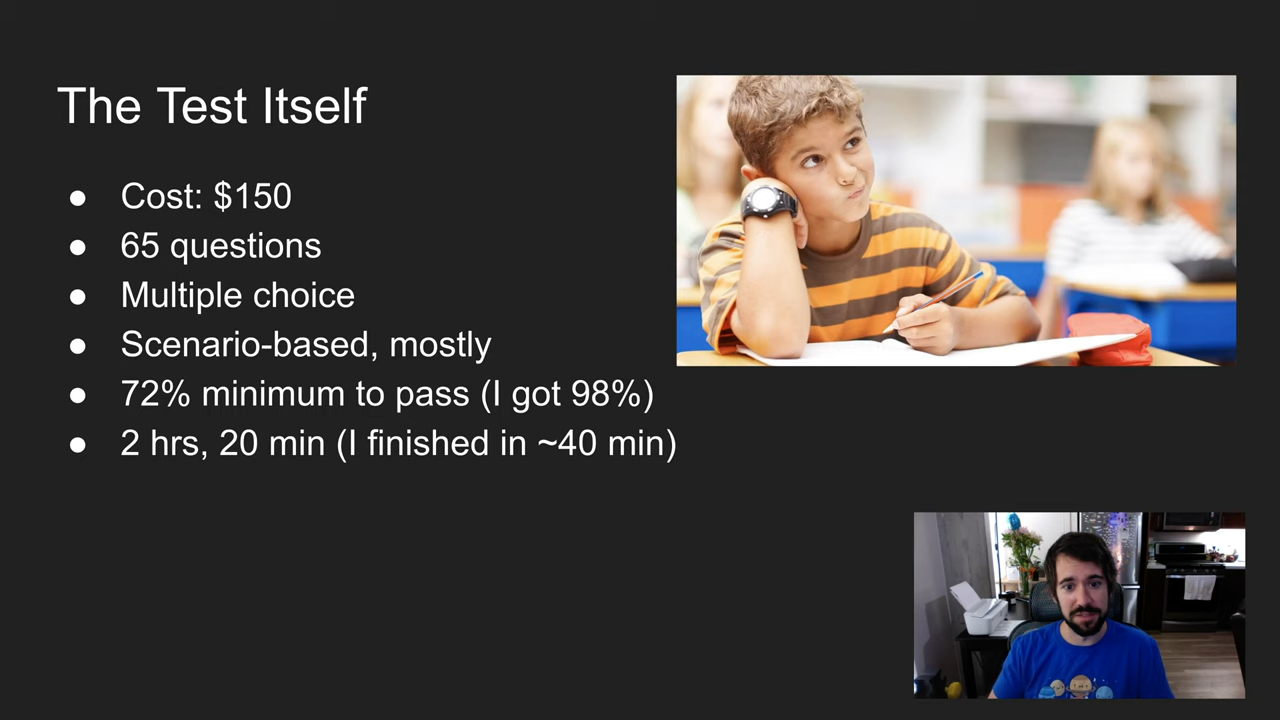 The Test Itself
● Cost: $150
● 65 questions
● Multiple choice
● Scenario-based, mostly
● 72% minimum to pass (I got 98%)
● 2 hrs, 20 min (I finished in ~40 min)